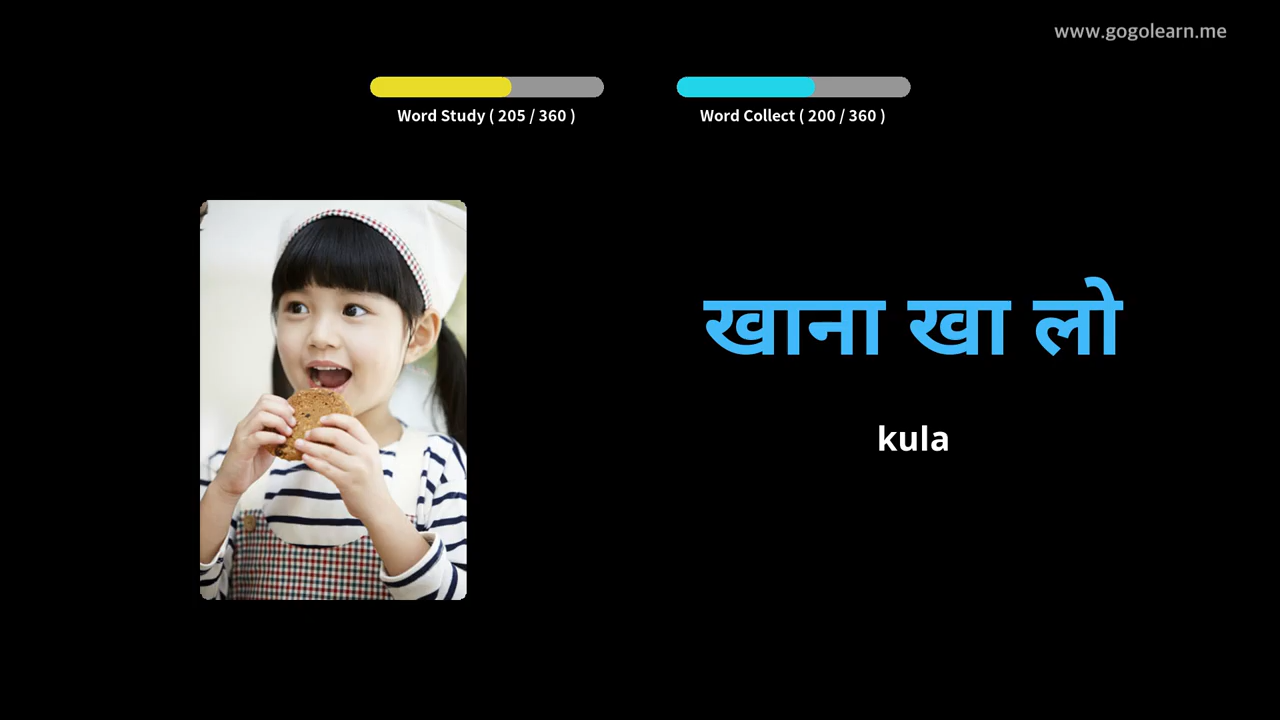 www.gogolearn.me
Word Study ( 205 / 360 )
Word Collect ( 200 / 360 )
खाना खा लो
kula